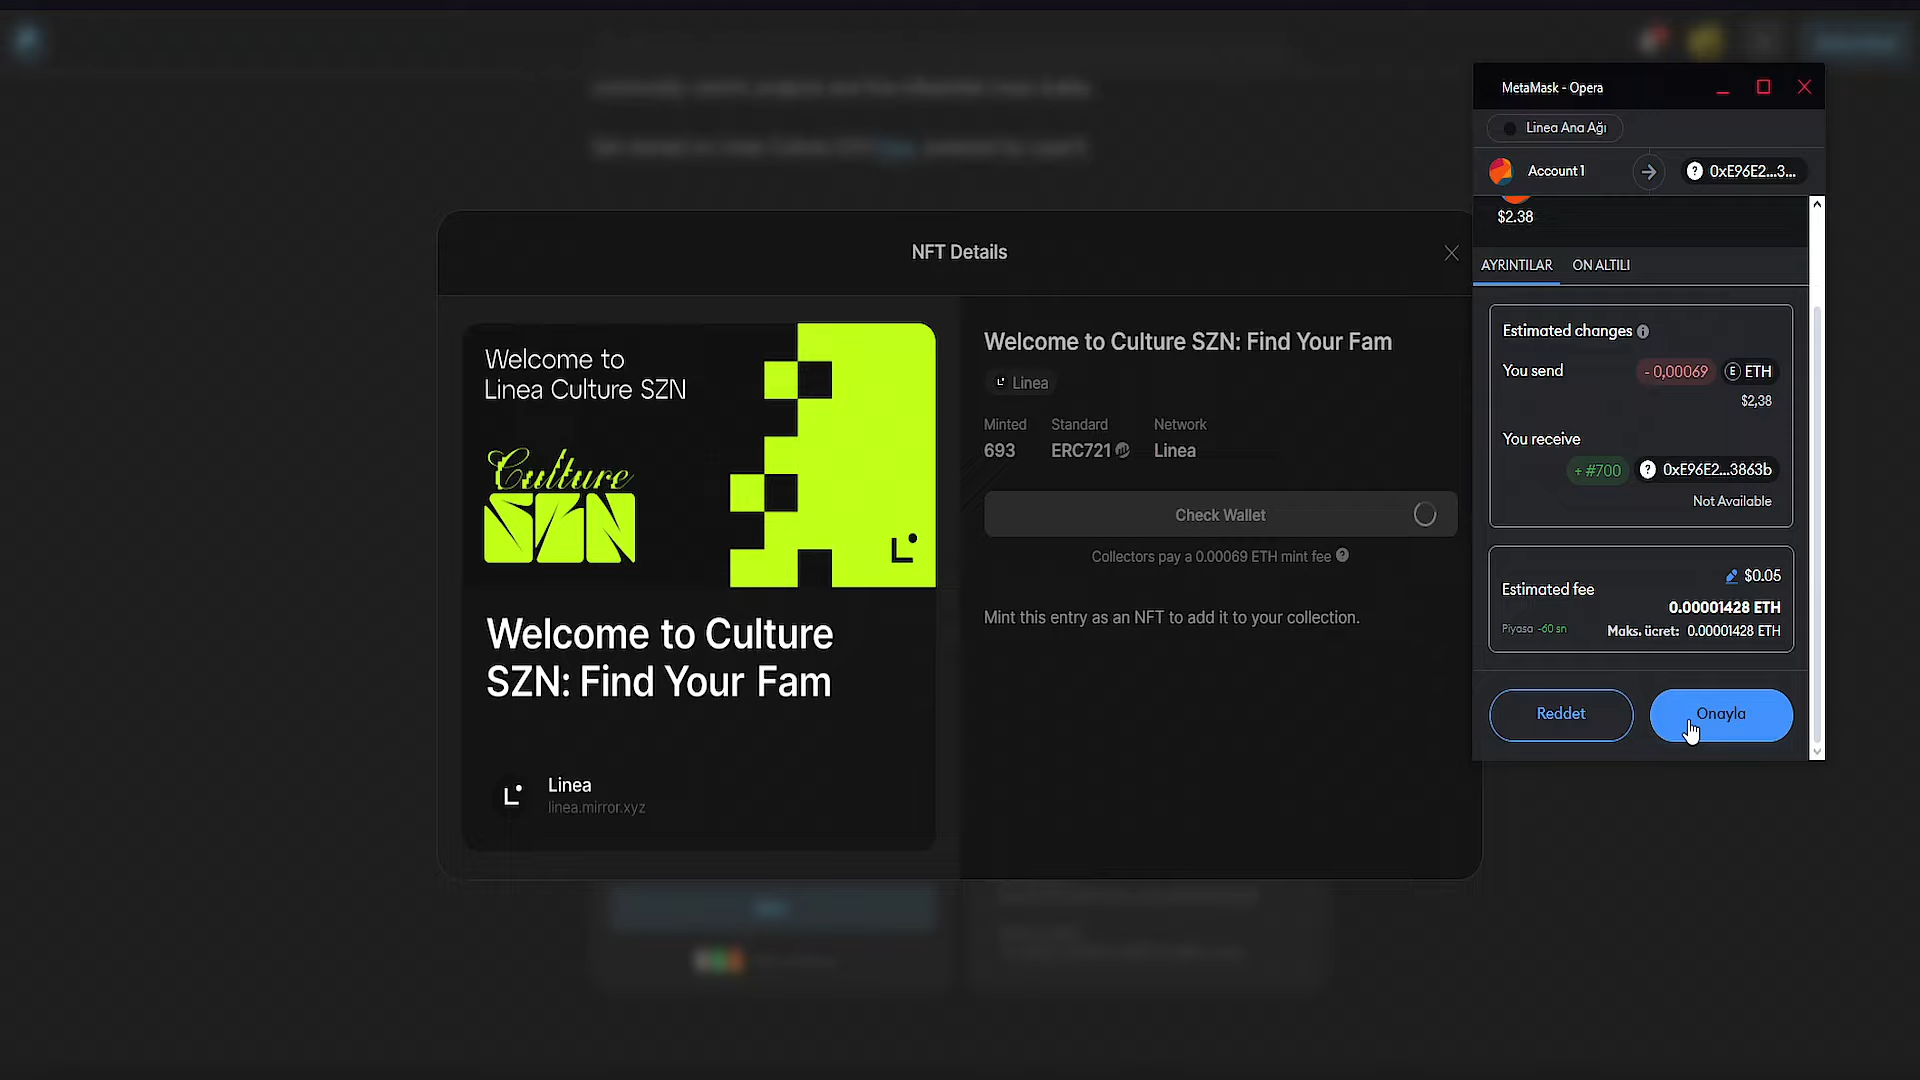 MetaMask - Opera
Linea Ana Ağı
Account 1
0xE96E2...3...
$2.38
AYRINTILAR
ON ALTILI
Estimated changes
You send
- 0,00069
ETH
$2,38
You receive
+ #700
0xE96E2...3863b
Not Available
Estimated fee
$0.05
0.00001428 ETH
Piyasa ~60 sn
Maks. ücret: 0.00001428 ETH
Reddet
Onayla
NFT Details
Welcome to
Linea Culture SZN
Culture
SZN
Welcome to Culture
SZN: Find Your Fam
Linea
linea.mirror.xyz
Welcome to Culture SZN: Find Your Fam
Linea
Minted
Standard
Network
693
ERC721
Linea
Check Wallet
Collectors pay a 0.00069 ETH mint fee
Mint this entry as an NFT to add it to your collection.